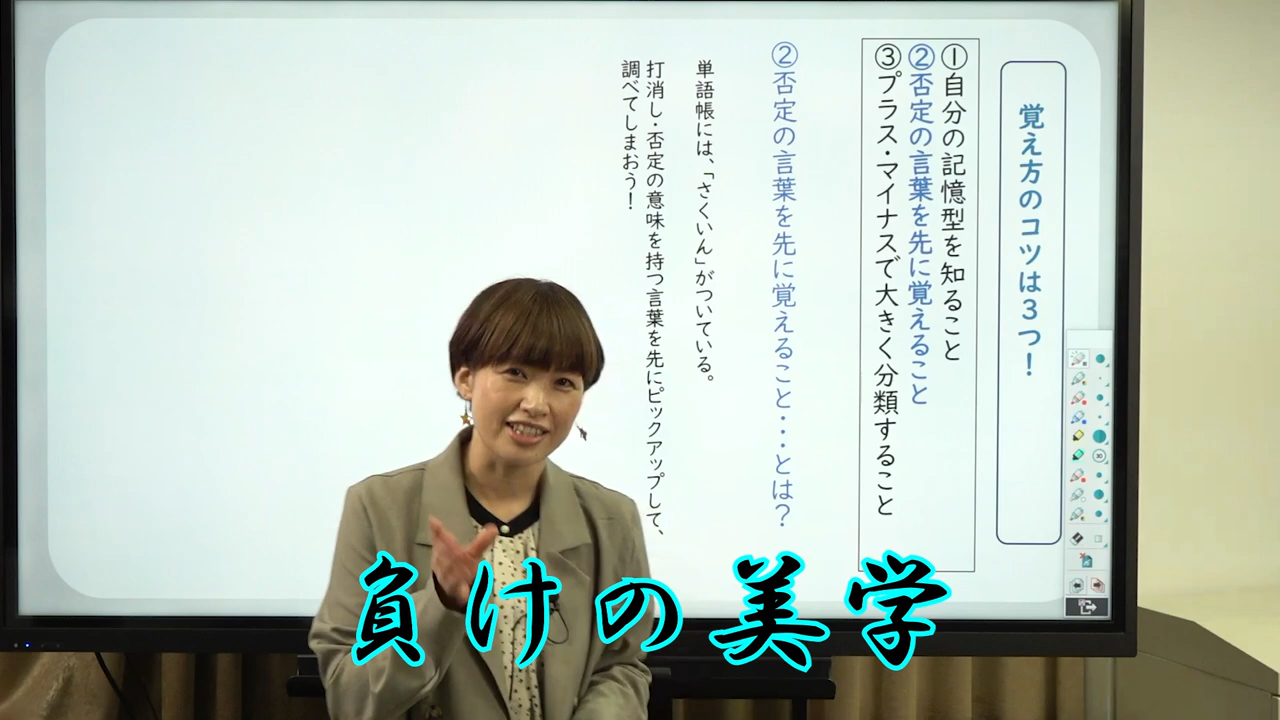 覚え方のコツは３つ！
①自分の記憶型を知ること
②否定の言葉を先に覚えること
③プラス・マイナスで大きく分類すること
②否定の言葉を先に覚えること・・・とは？
単語帳には、「さくいん」がついている。
打消し・否定の意味を持つ言葉を先にピックアップして、
調べてしまおう！
負けの美学
30